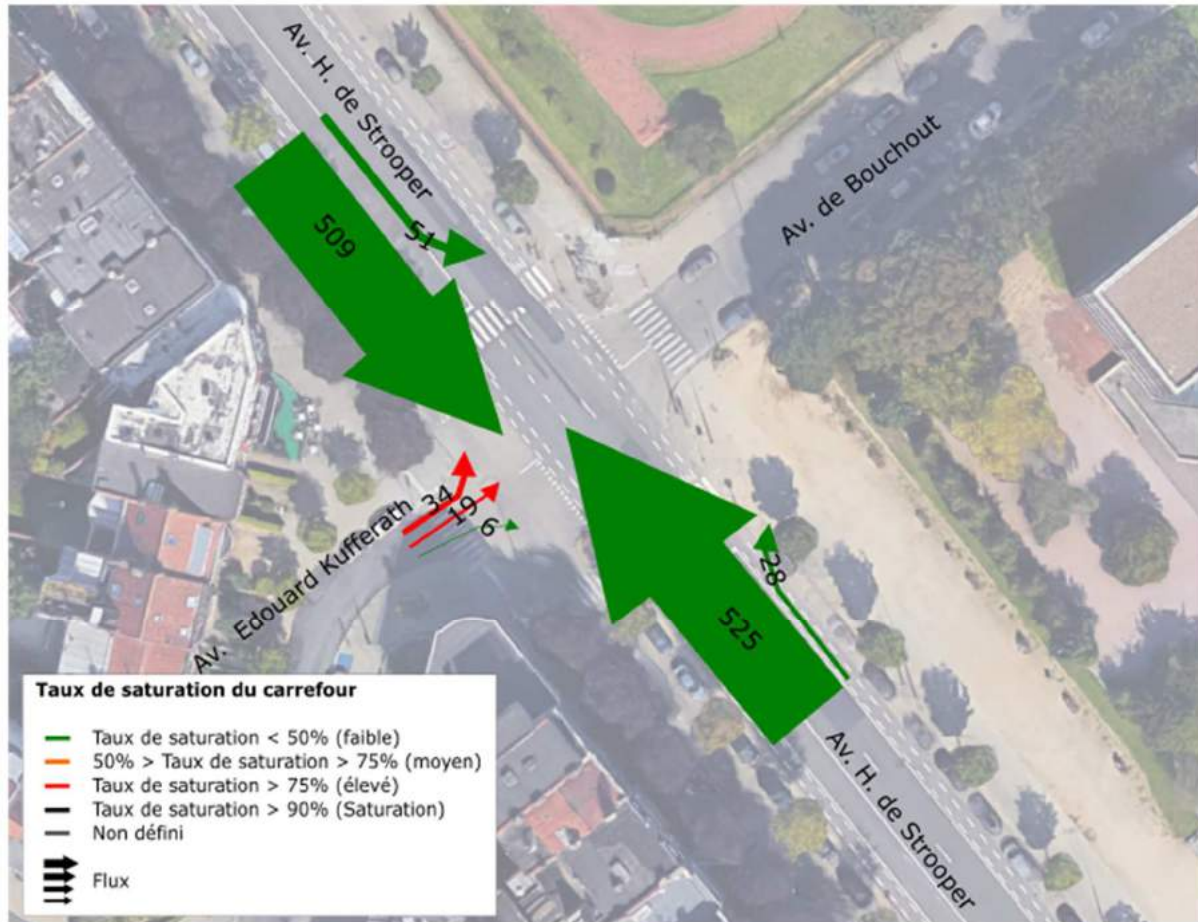 Av. H. de Strooper
Av. de Bouchout
509
51
34
19
6
28
525
Av. Edouard Kufferath
Av. H. de Strooper
Taux de saturation du carrefour
Taux de saturation < 50% (faible)
50% > Taux de saturation > 75% (moyen)
Taux de saturation > 75% (élevé)
Taux de saturation > 90% (Saturation)
Non défini
Flux